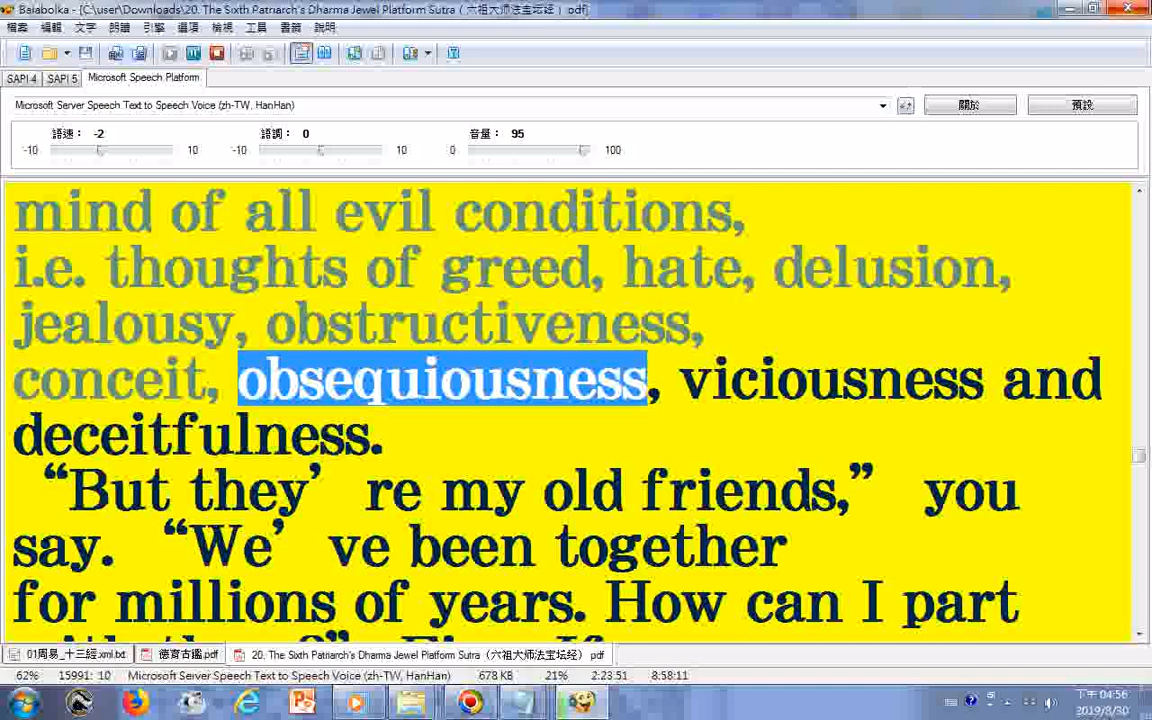 Balabolka - [C:\user\Downloads\20. The Sixth Patriarch's Dharma Jewel Platform Sutra（六祖大师法宝坛经）.pdf]
檔案 編輯 文字 朗讀 引擎 選項 檢視 工具 書籤 說明
SAPI 4 SAPI 5 Microsoft Speech Platform
Microsoft Server Speech Text to Speech Voice (zh-TW, HanHan) 關於 預設
語速： -2 語調： 0 音量： 95
-10 10 -10 10 0 100
mind of all evil conditions,
i.e. thoughts of greed, hate, delusion,
jealousy, obstructiveness,
conceit, obsequiousness, viciousness and
deceitfulness.
“But they’ re my old friends,” you
say. “We’ ve been together
for millions of years. How can I part
01周易_十三經.xml.txt 德育古鑑.pdf 20. The Sixth Patriarch's Dharma Jewel Platform Sutra（六祖大师法宝坛经）.pdf
62% 15991: 10 Microsoft Server Speech Text to Speech Voice (zh-TW, HanHan) 678 KB 21% 2:23:51 8:58:11
下午 04:56
2019/8/30